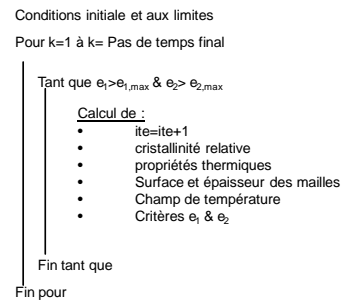 Conditions initiale et aux limites
Pour k=1 à k= Pas de temps final
Tant que e₁>e₁,max & e₂> e₂,max
Calcul de :
• ite=ite+1
• cristallinité relative
• propriétés thermiques
• Surface et épaisseur des mailles
• Champ de température
• Critères e₁ & e₂
Fin tant que
Fin pour